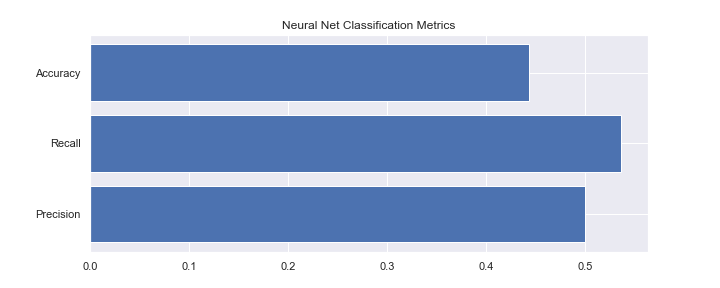 Neural Net Classification Metrics
Accuracy
Recall
Precision
0.0 0.1 0.2 0.3 0.4 0.5